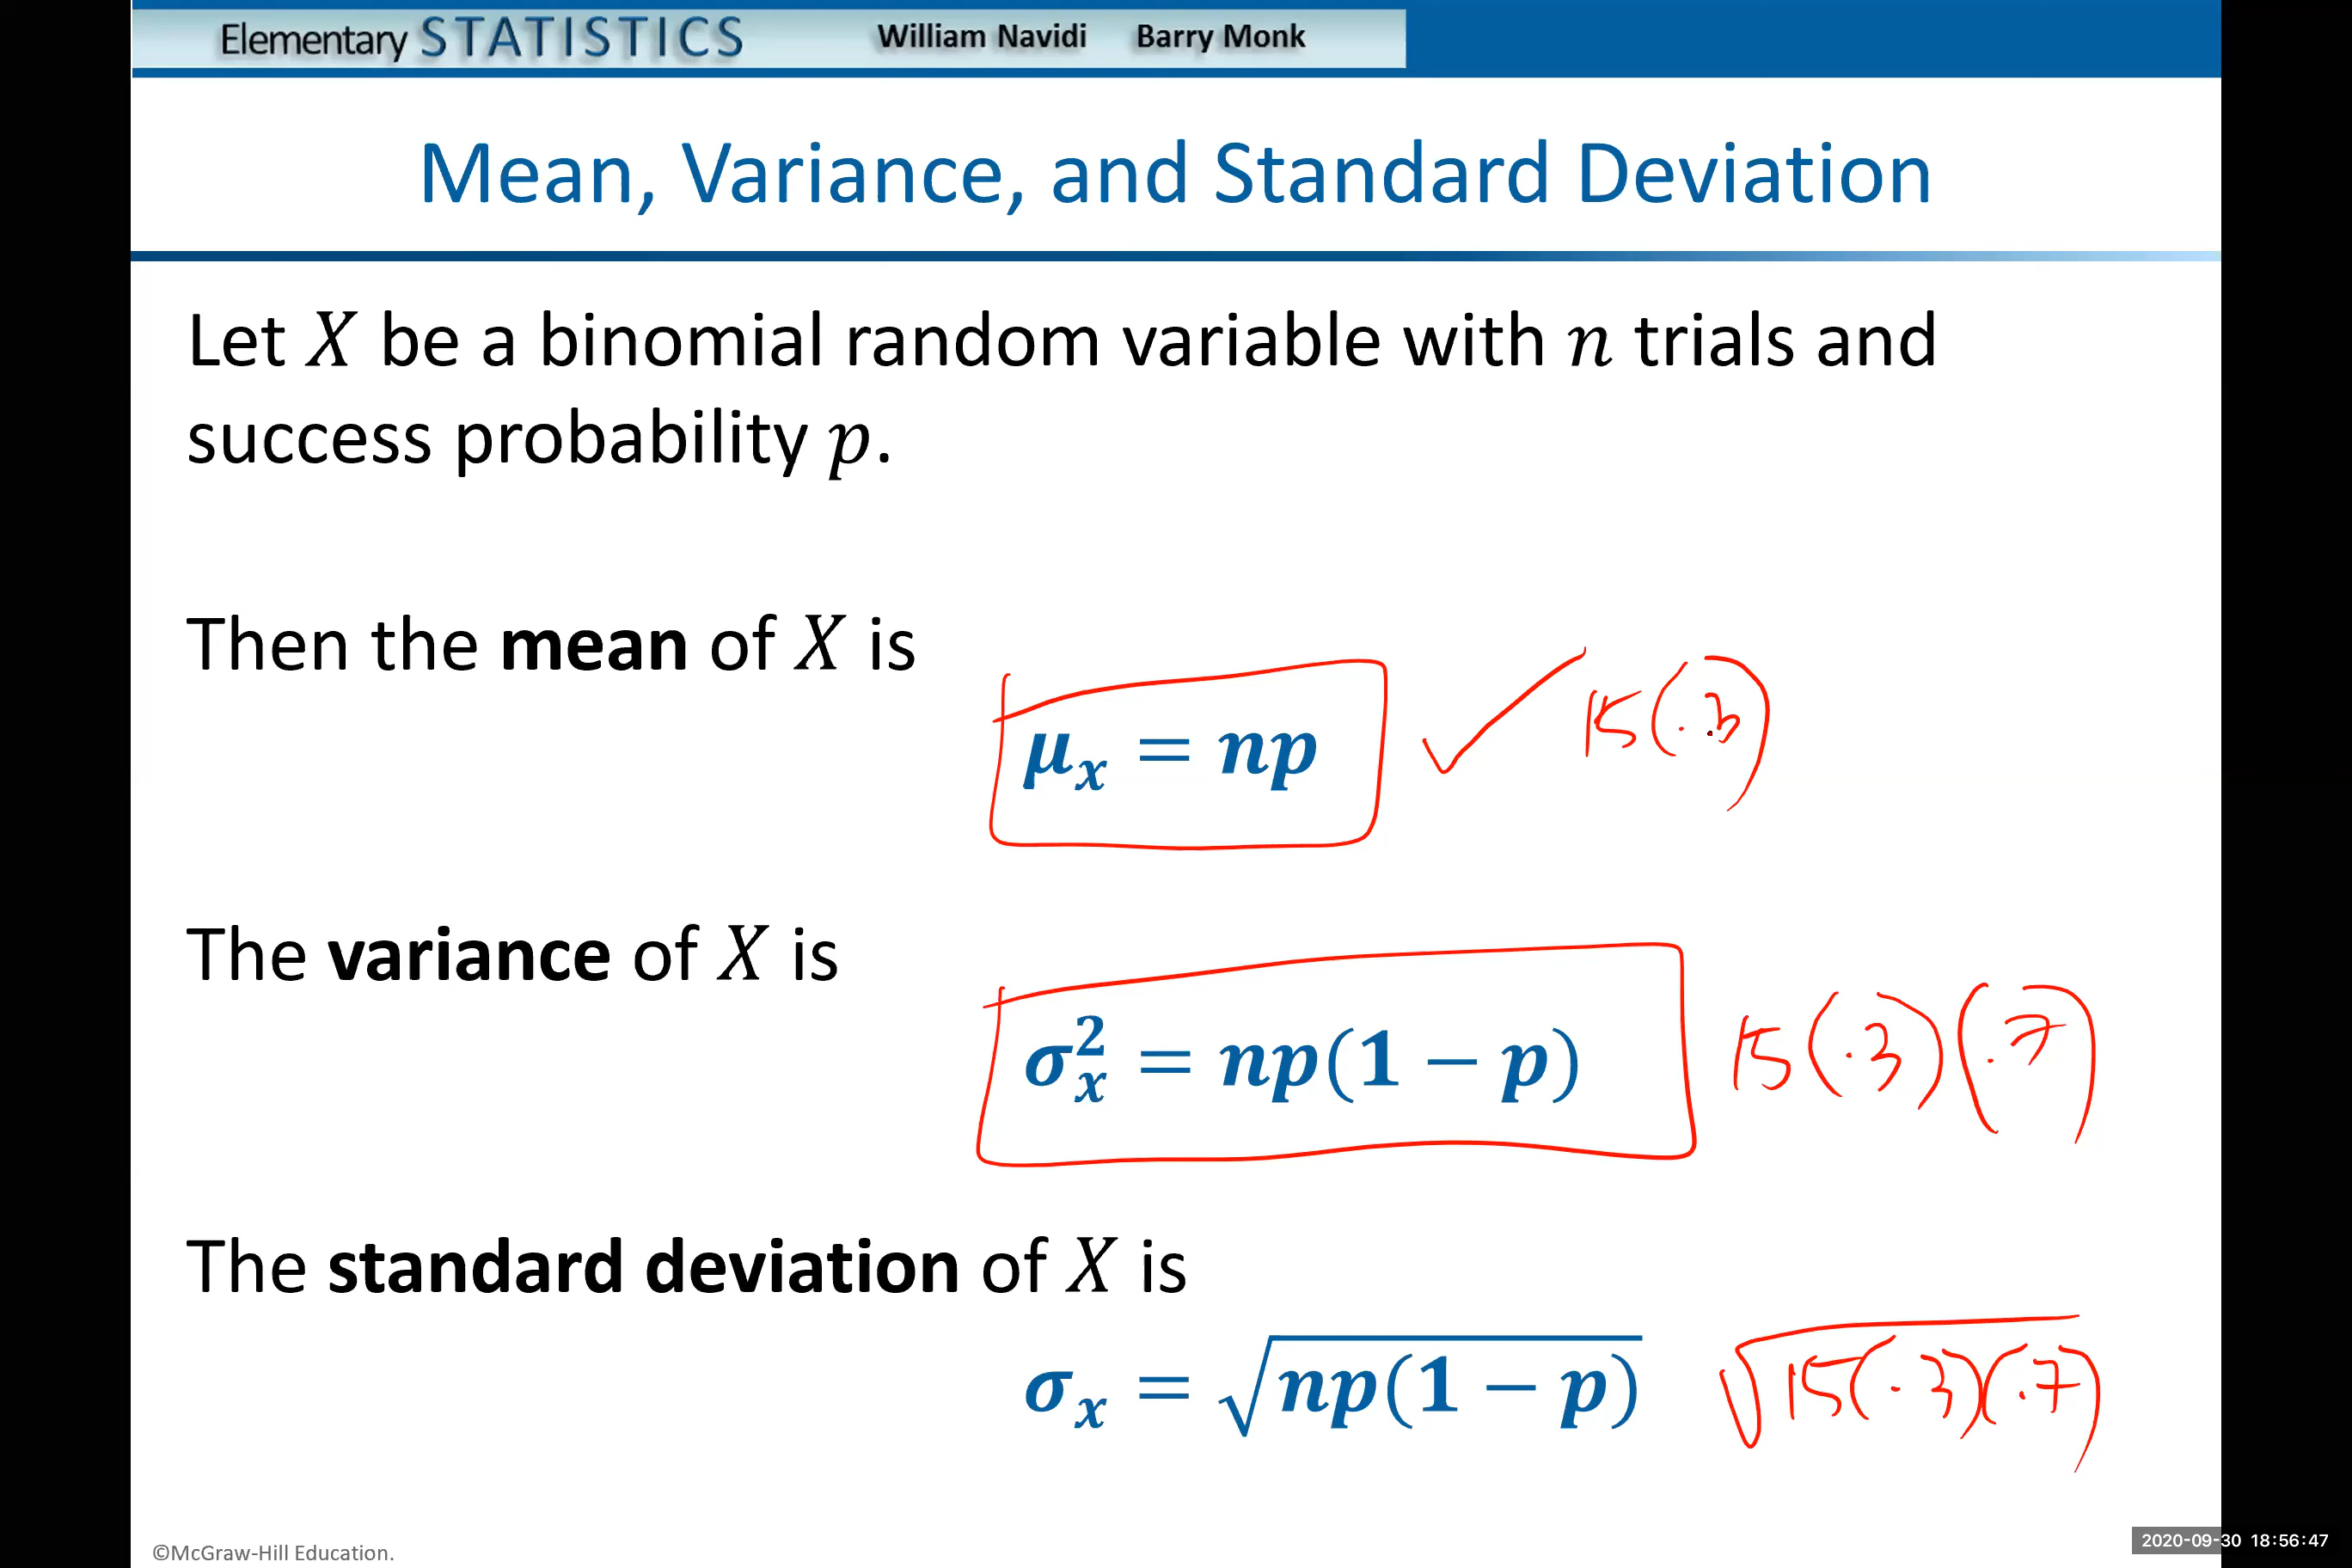 Elementary STATISTICS William Navidi Barry Monk
Mean, Variance, and Standard Deviation
Let X be a binomial random variable with n trials and
success probability p.
Then the mean of X is
μₓ = np ✓ 15(.3)
The variance of X is
σₓ² = np(1 − p) 15(.3)(.7)
The standard deviation of X is
σₓ = √np(1 − p) √15(.3)(.7)
©McGraw-Hill Education.
2020-09-30 18:56:47